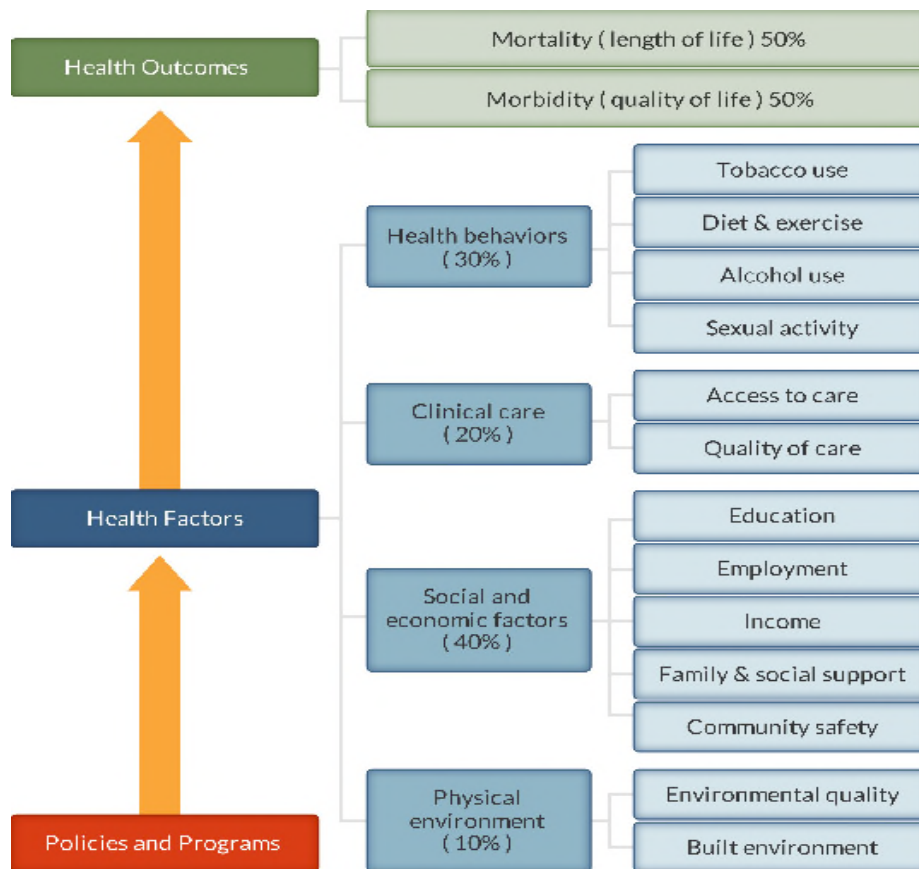 Health Outcomes
Mortality ( length of life ) 50%
Morbidity ( quality of life ) 50%
Health Factors
Health behaviors
( 30% )
Tobacco use
Diet & exercise
Alcohol use
Sexual activity
Clinical care
( 20% )
Access to care
Quality of care
Social and
economic factors
( 40% )
Education
Employment
Income
Family & social support
Community safety
Physical
environment
( 10% )
Environmental quality
Built environment
Policies and Programs